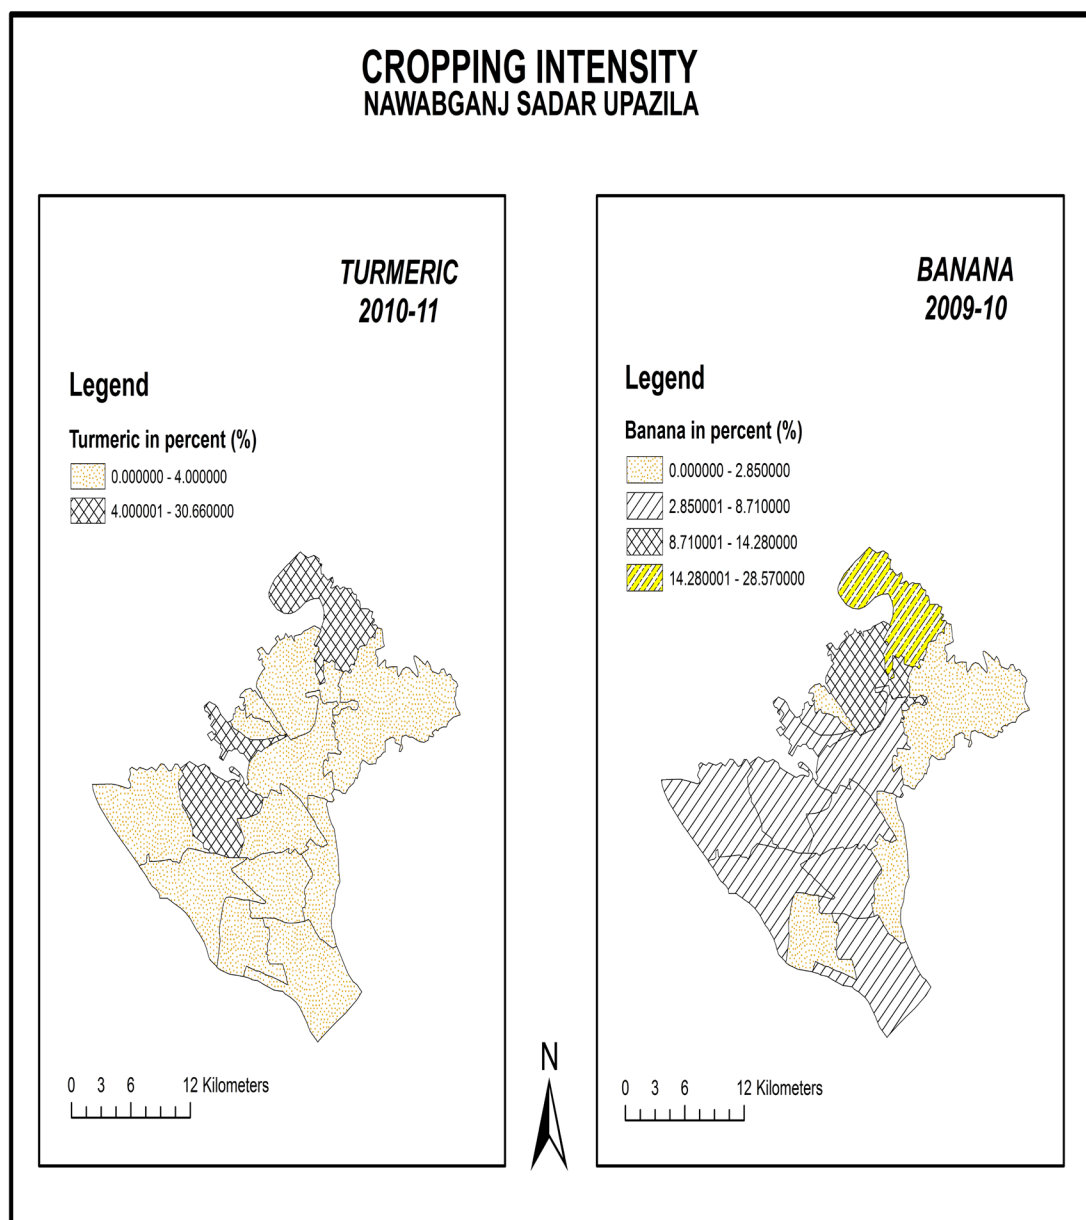 CROPPING INTENSITY
NAWABGANJ SADAR UPAZILA
TURMERIC
2010-11
Legend
Turmeric in percent (%)
0.000000 - 4.000000
4.000001 - 30.660000
0 3 6 12 Kilometers
N
BANANA
2009-10
Legend
Banana in percent (%)
0.000000 - 2.850000
2.850001 - 8.710000
8.710001 - 14.280000
14.280001 - 28.570000
0 3 6 12 Kilometers